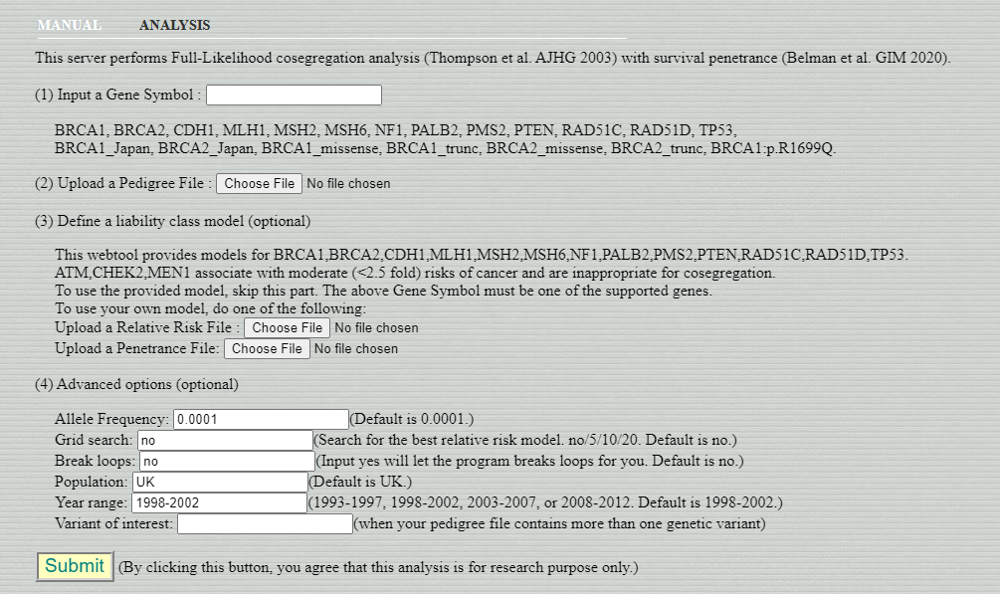 MANUAL ANALYSIS
This server performs Full-Likelihood cosegregation analysis (Thompson et al. AJHG 2003) with survival penetrance (Belman et al. GIM 2020).
(1) Input a Gene Symbol :
BRCA1, BRCA2, CDH1, MLH1, MSH2, MSH6, NF1, PALB2, PMS2, PTEN, RAD51C, RAD51D, TP53,
BRCA1_Japan, BRCA2_Japan, BRCA1_missense, BRCA1_trunc, BRCA2_missense, BRCA2_trunc, BRCA1:p.R1699Q.
(2) Upload a Pedigree File : Choose File No file chosen
(3) Define a liability class model (optional)
This webtool provides models for BRCA1,BRCA2,CDH1,MLH1,MSH2,MSH6,NF1,PALB2,PMS2,PTEN,RAD51C,RAD51D,TP53.
ATM,CHEK2,MEN1 associate with moderate (<2.5 fold) risks of cancer and are inappropriate for cosegregation.
To use the provided model, skip this part. The above Gene Symbol must be one of the supported genes.
To use your own model, do one of the following:
Upload a Relative Risk File : Choose File No file chosen
Upload a Penetrance File: Choose File No file chosen
(4) Advanced options (optional)
Allele Frequency: 0.0001 (Default is 0.0001.)
Grid search: no (Search for the best relative risk model. no/5/10/20. Default is no.)
Break loops: no (Input yes will let the program breaks loops for you. Default is no.)
Population: UK (Default is UK.)
Year range: 1998-2002 (1993-1997, 1998-2002, 2003-2007, or 2008-2012. Default is 1998-2002.)
Variant of interest: (when your pedigree file contains more than one genetic variant)
Submit (By clicking this button, you agree that this analysis is for research purpose only.)